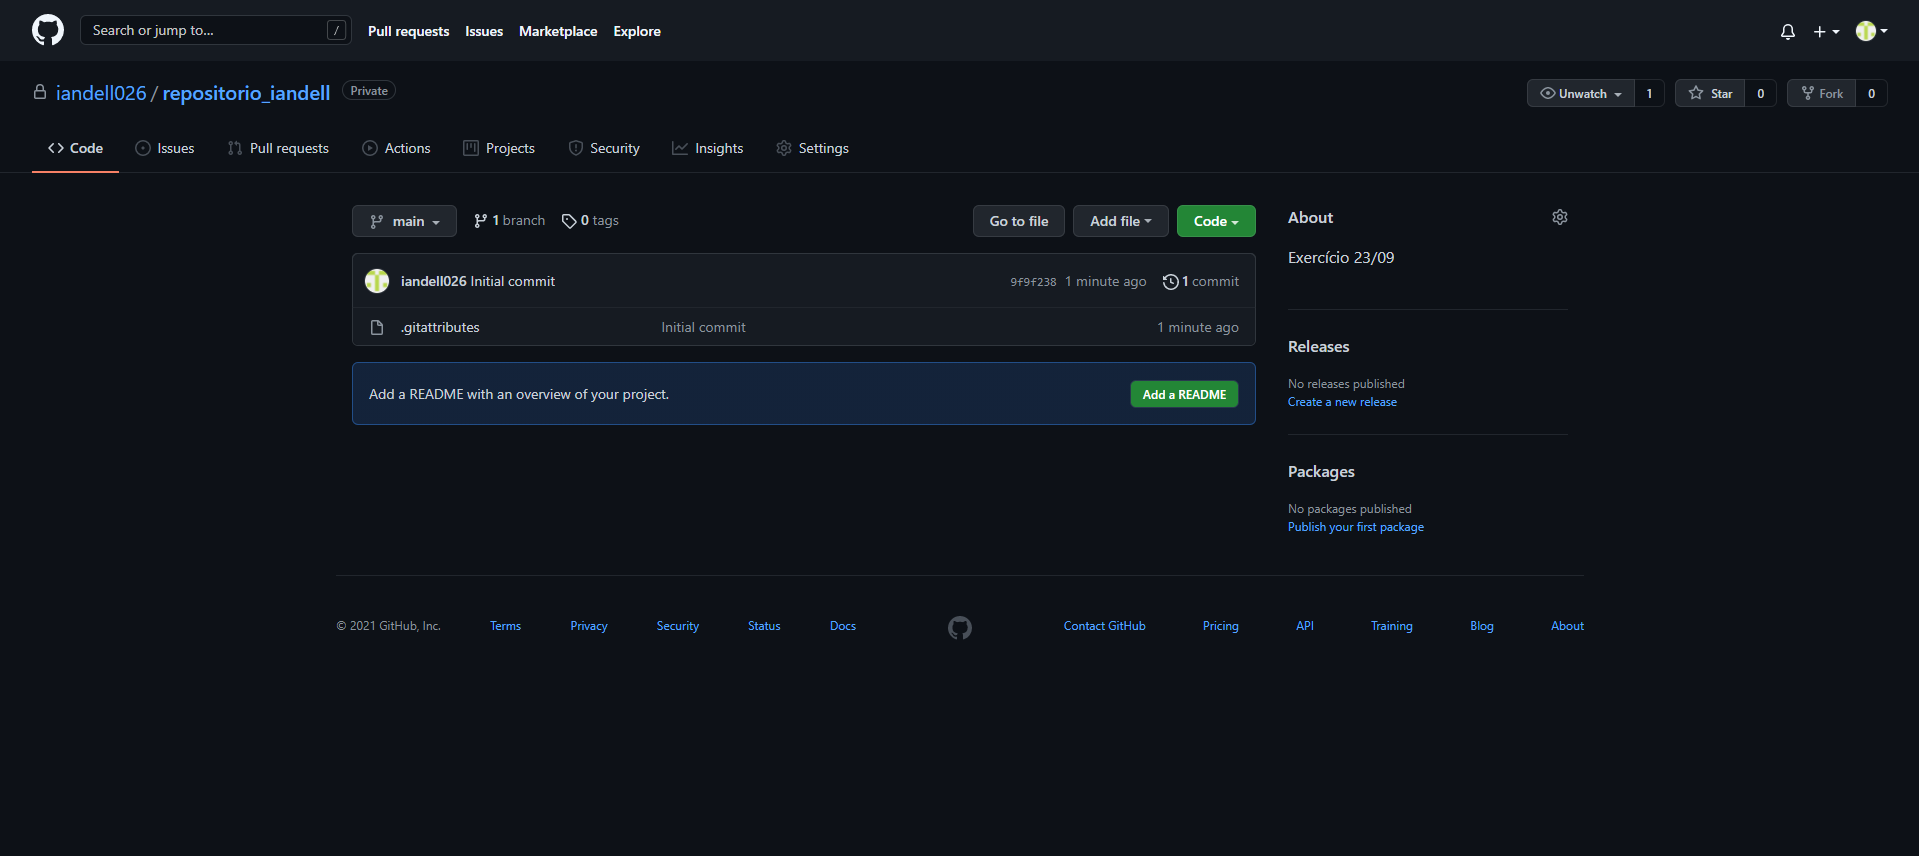 Search or jump to... /
Pull requests Issues Marketplace Explore
iandell026 / repositorio_iandell Private
Unwatch 1 Star 0 Fork 0
Code Issues Pull requests Actions Projects Security Insights Settings
main 1 branch 0 tags Go to file Add file Code
iandell026 Initial commit 9f9f238 1 minute ago 1 commit
.gitattributes Initial commit 1 minute ago
Add a README with an overview of your project. Add a README
About
Exercício 23/09
Releases
No releases published
Create a new release
Packages
No packages published
Publish your first package
© 2021 GitHub, Inc. Terms Privacy Security Status Docs Contact GitHub Pricing API Training Blog About